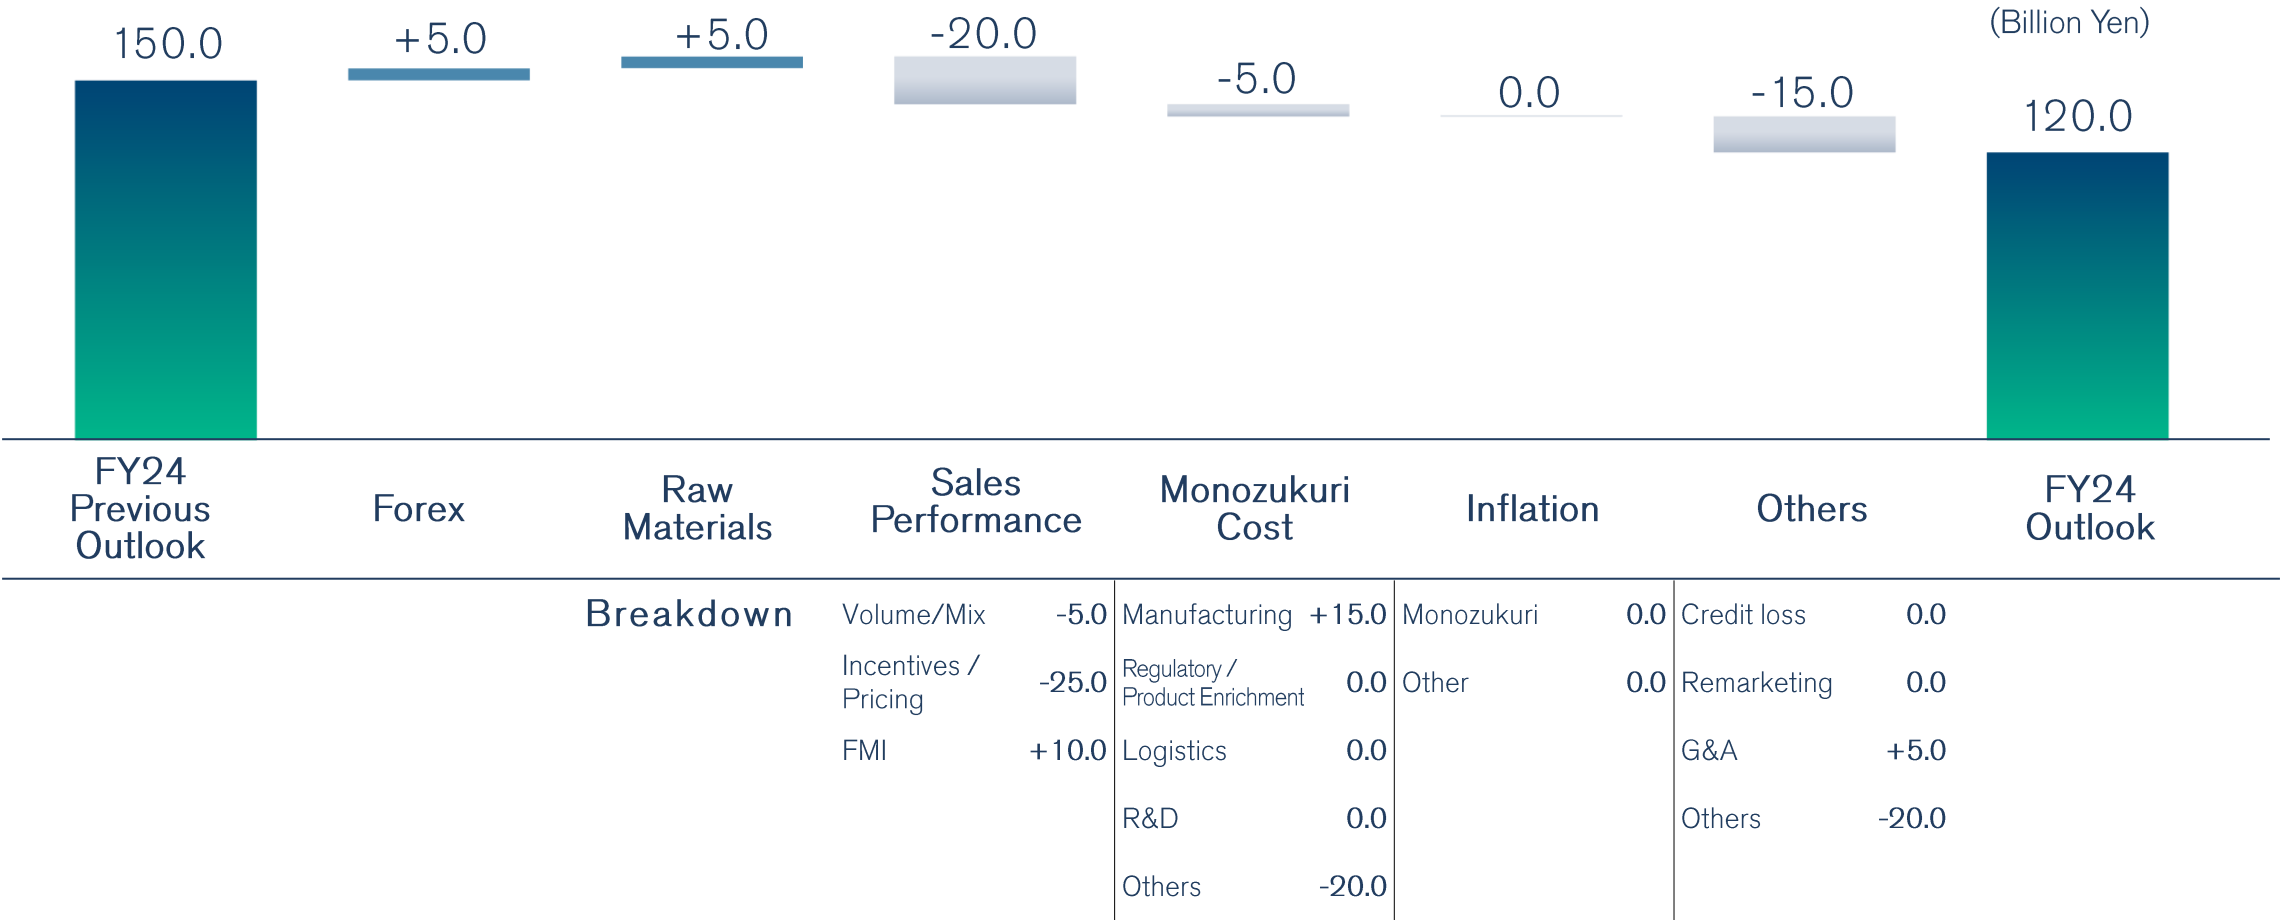 (Billion Yen)
150.0
+5.0
+5.0
-20.0
-5.0
0.0
-15.0
120.0
FY24
Previous
Outlook
Forex
Raw
Materials
Sales
Performance
Monozukuri
Cost
Inflation
Others
FY24
Outlook
Breakdown
Volume/Mix -5.0
Incentives /
Pricing -25.0
FMI +10.0
Manufacturing +15.0
Regulatory /
Product Enrichment 0.0
Logistics 0.0
R&D 0.0
Others -20.0
Monozukuri 0.0
Other 0.0
Credit loss 0.0
Remarketing 0.0
G&A +5.0
Others -20.0